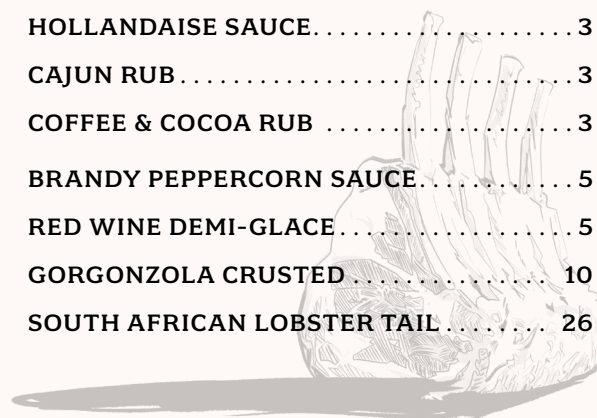 HOLLANDAISE SAUCE. . . . . . . . . . . . . . . . . . . . 3
CAJUN RUB . . . . . . . . . . . . . . . . . . . . . . . . . . . . . . 3
COFFEE & COCOA RUB . . . . . . . . . . . . . . . . . . . 3
BRANDY PEPPERCORN SAUCE. . . . . . . . . . . . 5
RED WINE DEMI-GLACE. . . . . . . . . . . . . . . . . . 5
GORGONZOLA CRUSTED . . . . . . . . . . . . . . . 10
SOUTH AFRICAN LOBSTER TAIL . . . . . . . . 26